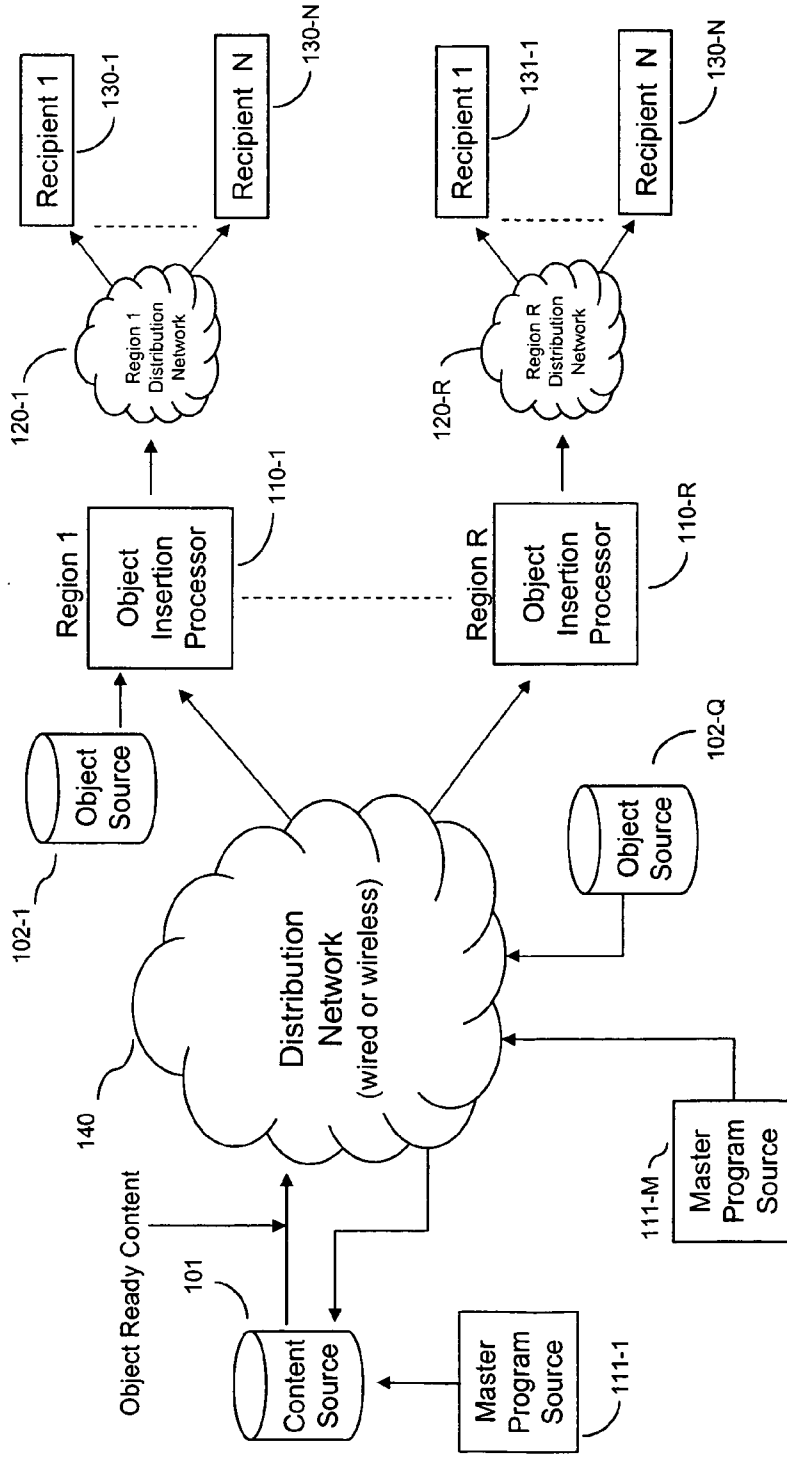 Object Ready Content
101
Content
Source
Master
Program
Source
111-1
140
Distribution
Network
(wired or wireless)
111-M
Master
Program
Source
102-1
Object
Source
Object
Source
102-Q
Region 1
Object
Insertion
Processor
110-1
Region R
Object
Insertion
Processor
110-R
120-1
Region 1
Distribution
Network
120-R
Region R
Distribution
Network
Recipient 1
130-1
Recipient N
130-N
Recipient 1
131-1
Recipient N
130-N